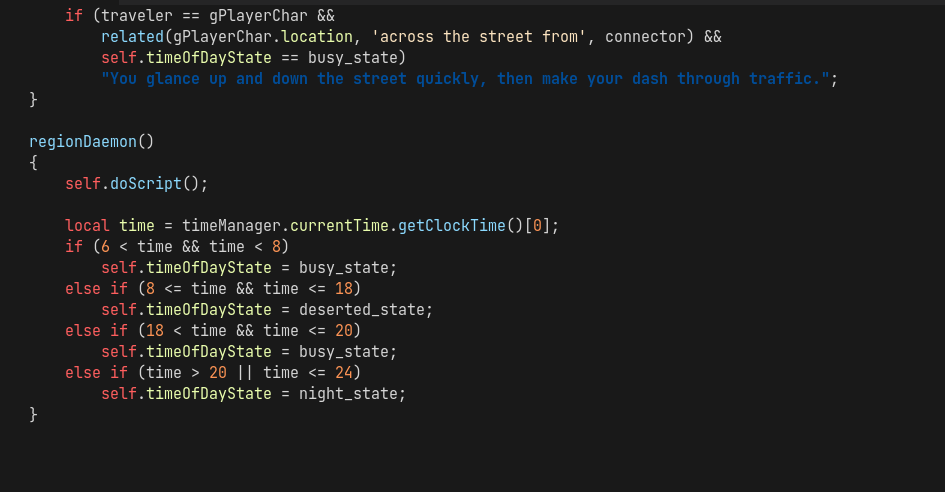 if (traveler == gPlayerChar &&
related(gPlayerChar.location, 'across the street from', connector) &&
self.timeOfDayState == busy_state)
"You glance up and down the street quickly, then make your dash through traffic.";
}
regionDaemon()
{
self.doScript();
local time = timeManager.currentTime.getClockTime()[0];
if (6 < time && time < 8)
self.timeOfDayState = busy_state;
else if (8 <= time && time <= 18)
self.timeOfDayState = deserted_state;
else if (18 < time && time <= 20)
self.timeOfDayState = busy_state;
else if (time > 20 || time <= 24)
self.timeOfDayState = night_state;
}